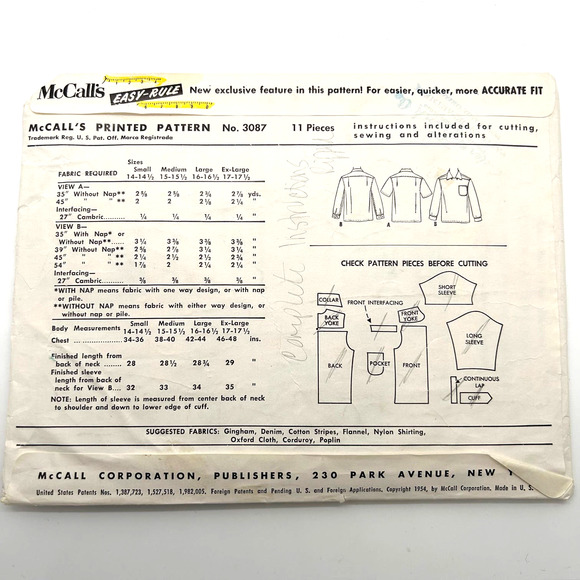 McCall's EASY-RULE New exclusive feature in this pattern! For easier, quicker, more ACCURATE FIT
McCALL'S PRINTED PATTERN No. 3087 11 Pieces instructions included for cutting,
Trademark Reg. U. S. Pat. Off. Marca Registrada sewing and alterations
Sizes
Small Medium Large Ex-Large
FABRIC REQUIRED 14-14½ 15-15½ 16-16½ 17-17½
VIEW A—
35" Without Nap** 2⅝ 2⅝ 2¾ 2⅞ yds.
45" " " ** 2 2 2⅛ 2¼ "
Interfacing—
27" Cambric ¼ ¼ ¼ ¼ "
VIEW B—
35" With Nap* or
Without Nap** 3¼ 3⅜ 3⅜ 3⅜ "
39" Without Nap** 2⅝ 2⅞ 3¼ 3¼ "
45" " " ** 2¼ 2½ 2½ 2⅝ "
54" " " ** 1⅞ 2 2¼ 2¼ "
Interfacing—
27" Cambric ⅝ ⅝ ⅝ ⅝ "
*WITH NAP means fabric with one way design, or with nap
or pile.
**WITHOUT NAP means fabric with either way design, or
without nap or pile.
Small Medium Large Ex-Large
Body Measurements 14-14½ 15-15½ 16-16½ 17-17½
Chest 34-36 38-40 42-44 46-48 ins.
Finished length from
back of neck 28 28½ 28¾ 29 "
Finished sleeve
length from back of
neck for View B 32 33 34 35 "
NOTE: Length of sleeve is measured from center back of neck
to shoulder and down to lower edge of cuff.
Complete Instructions
B A B
CHECK PATTERN PIECES BEFORE CUTTING
COLLAR
FRONT INTERFACING
SHORT
SLEEVE
BACK
YOKE
FRONT
YOKE
LONG
SLEEVE
BACK
POCKET
FRONT
CONTINUOUS
LAP
CUFF
SUGGESTED FABRICS: Gingham, Denim, Cotton Stripes, Flannel, Nylon Shirting,
Oxford Cloth, Corduroy, Poplin
McCALL CORPORATION, PUBLISHERS, 230 PARK AVENUE, NEW
United States Patents Nos. 1,387,723, 1,527,518, 1,982,005. Foreign Patents and Pending U. S. and Foreign Applications. Copyright 1954, by McCall Corporation. Made in U. S.